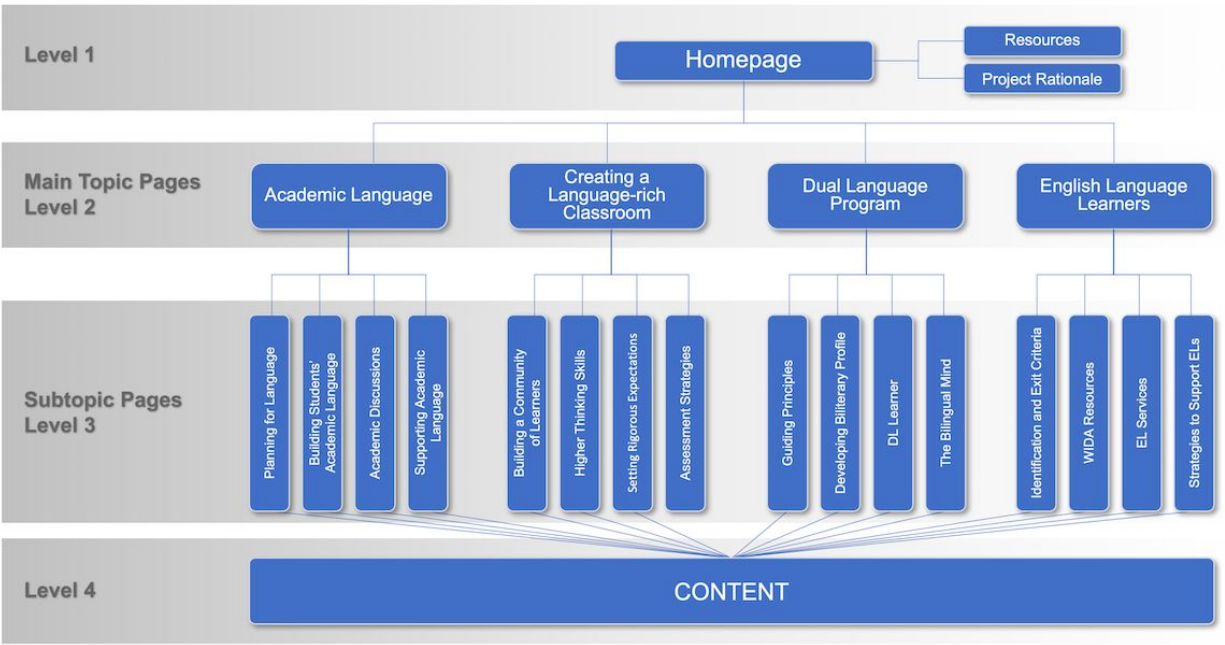 Level 1
Homepage
Resources
Project Rationale
Main Topic Pages
Level 2
Academic Language
Creating a
Language-rich
Classroom
Dual Language
Program
English Language
Learners
Subtopic Pages
Level 3
Planning for Language
Building Students'
Academic Language
Academic Discussions
Supporting Academic
Language
Building a Community
of Learners
Higher Thinking Skills
Setting Rigorous Expectations
Assessment Strategies
Guiding Principles
Developing Biliterary Profile
DL Learner
The Bilingual Mind
Identification and Exit Criteria
WIDA Resources
EL Services
Strategies to Support ELs
Level 4
CONTENT